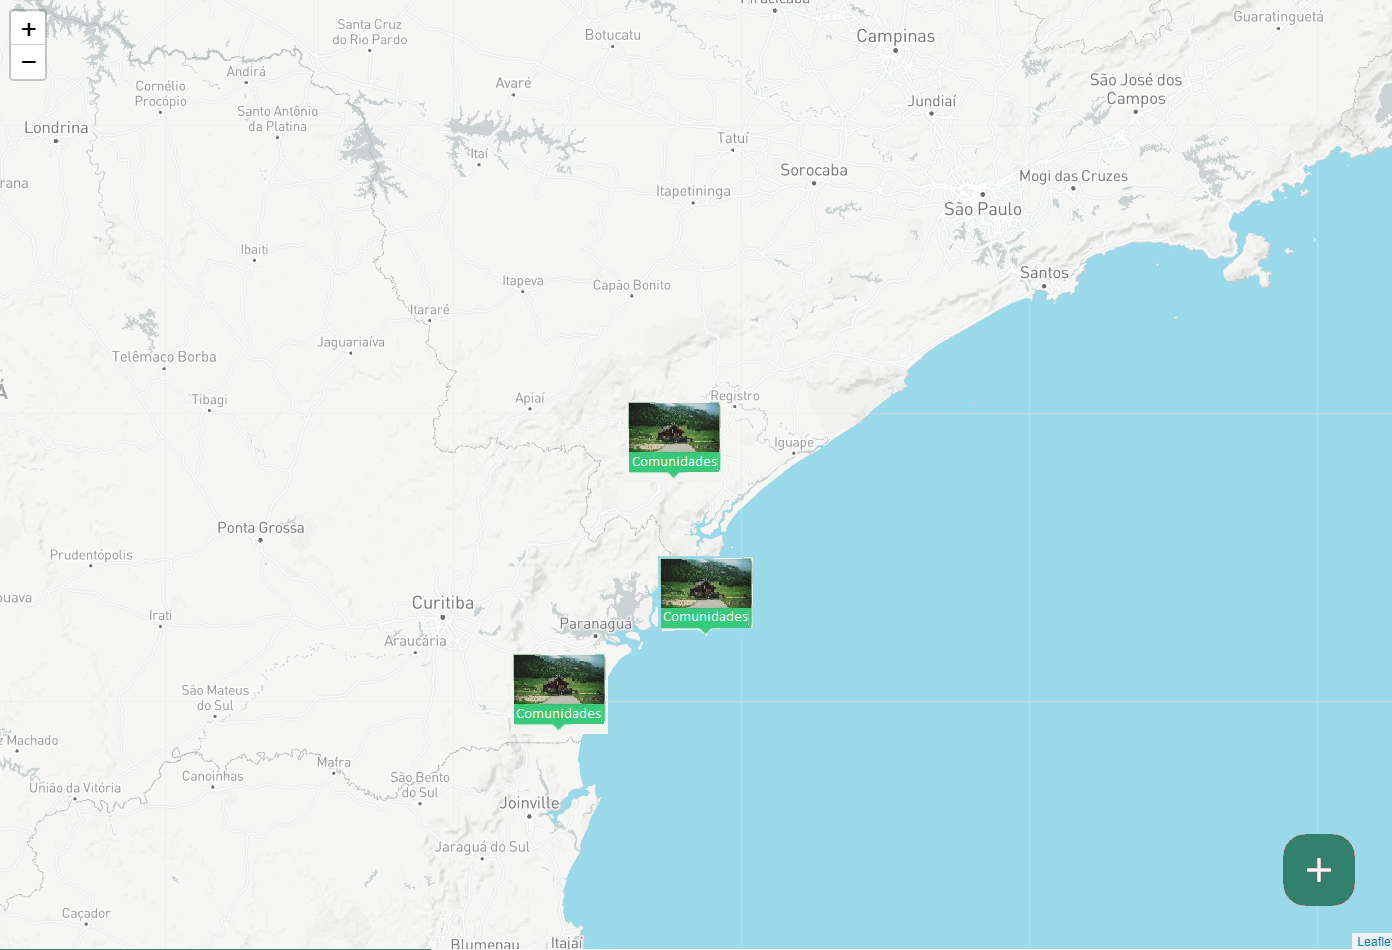 +
−
Piracicaba
Santa Cruz
do Rio Pardo
Botucatu
Campinas
Guaratinguetá
Andirá
Cornélio
Procópio
Avaré
São José dos
Campos
Jundiaí
Santo Antônio
da Platina
Londrina
Tatuí
Itaí
Sorocaba
Mogi das Cruzes
rana
Itapetininga
São Paulo
Ibaiti
Santos
Itapeva
Capão Bonito
Itararé
Jaguariaíva
Telêmaco Borba
Á
Tibagi
Apiaí
Registro
Iguape
Comunidades
Ponta Grossa
Prudentópolis
uava
Irati
Curitiba
Comunidades
Paranaguá
Araucária
São Mateus
do Sul
Comunidades
z Machado
Mafra
Canoinhas
São Bento
do Sul
União da Vitória
Joinville
Jaraguá do Sul
+
Caçador
Blumenau
Itajaí
Leafle